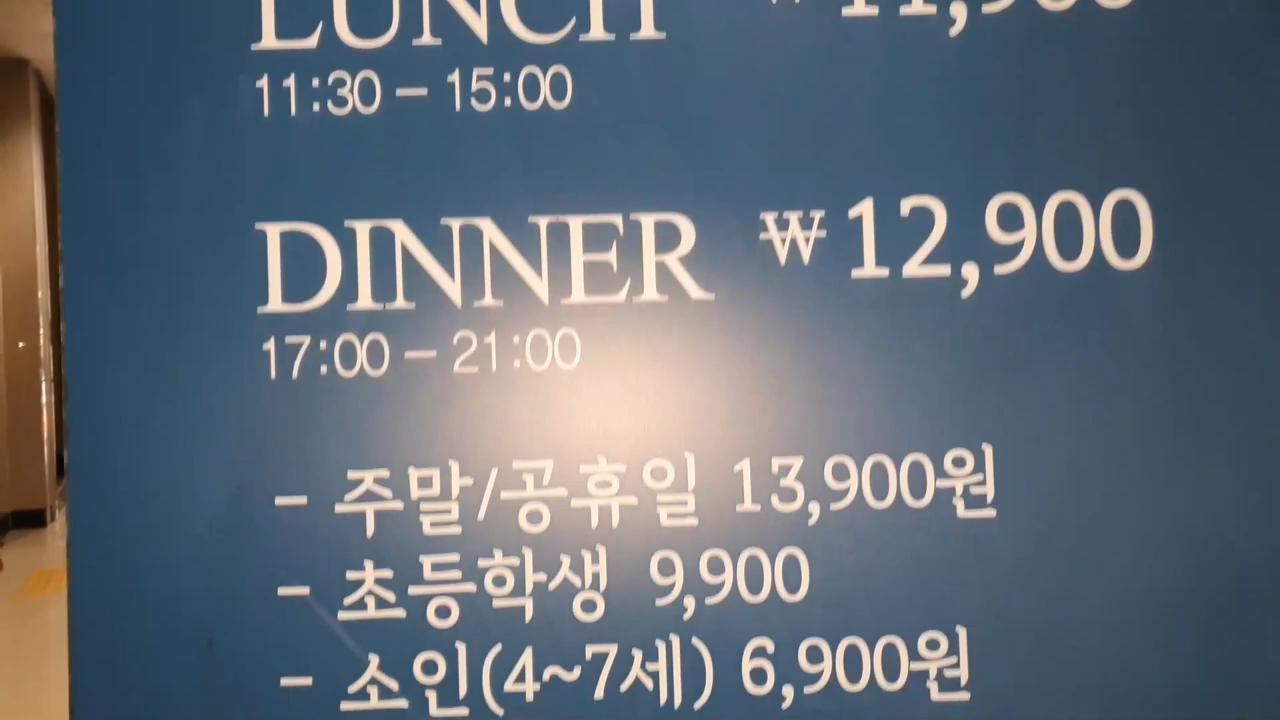 LUNCH ₩11,900
11:30 – 15:00
DINNER ₩12,900
17:00 – 21:00
- 주말/공휴일 13,900원
- 초등학생 9,900
- 소인(4~7세) 6,900원